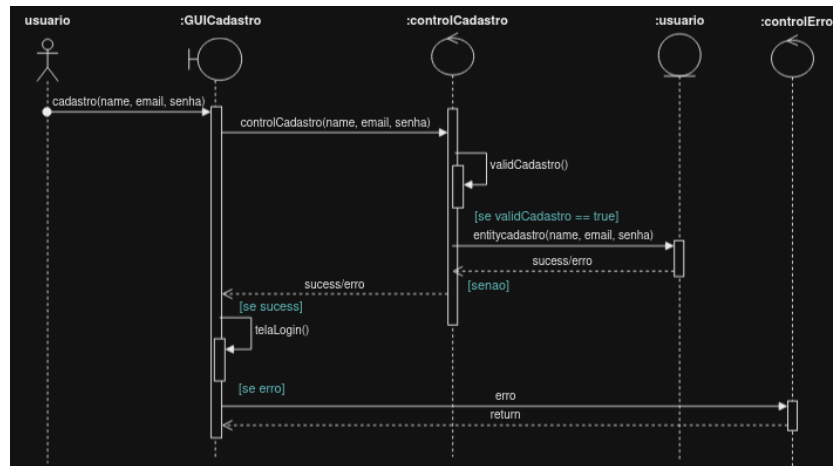 usuario
:GUICadastro
:controlCadastro
:usuario
:controlErro
cadastro(name, email, senha)
controlCadastro(name, email, senha)
validCadastro()
[se validCadastro == true]
entitycadastro(name, email, senha)
sucess/erro
sucess/erro
[senao]
[se sucess]
telaLogin()
[se erro]
erro
return